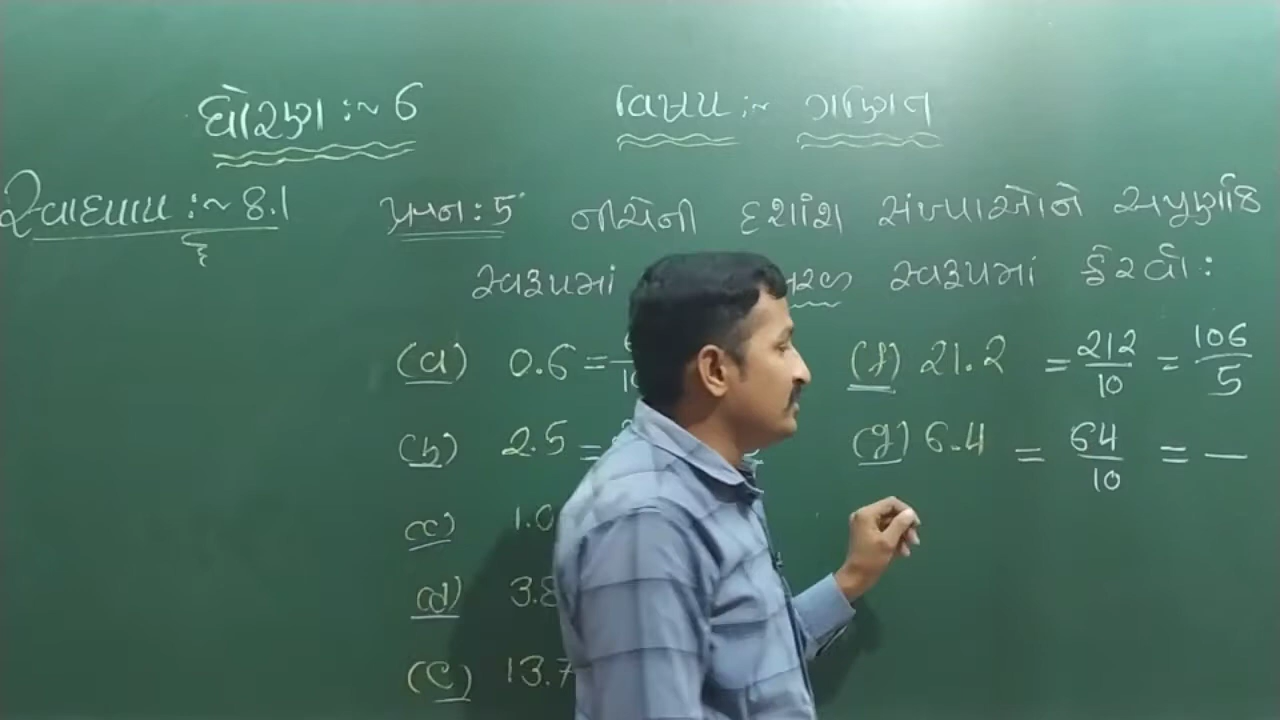 ધોરણ :~ 6
વિષય :~ ગણિત
સ્વાધ્યાય :~ 8.1
પ્રશ્ન : 5 નીચેની દશાંશ સંખ્યાઓને અપુર્ણાંક
સ્વરૂપમાં સ્વરૂપમાં ફેરવો :
(a) 0.6 =
(b) 2.5 =
(c) 1.0
(d) 3.8
(e) 13.7
(f) 21.2 = 212/10 = 106/5
(g) 6.4 = 64/10 = —